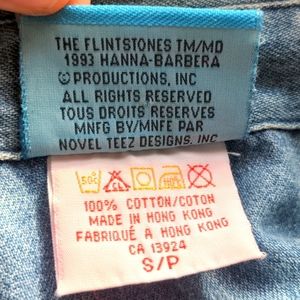 THE FLINTSTONES TM/MD
1993 HANNA-BARBERA
© PRODUCTIONS, INC
ALL RIGHTS RESERVED
TOUS DROITS RESERVES
MNFG BY/MNFE PAR
NOVEL TEEZ DESIGNS, INC
50°
100% COTTON/COTON
MADE IN HONG KONG
FABRIQUÉ A HONG KONG
CA 13924
S/P